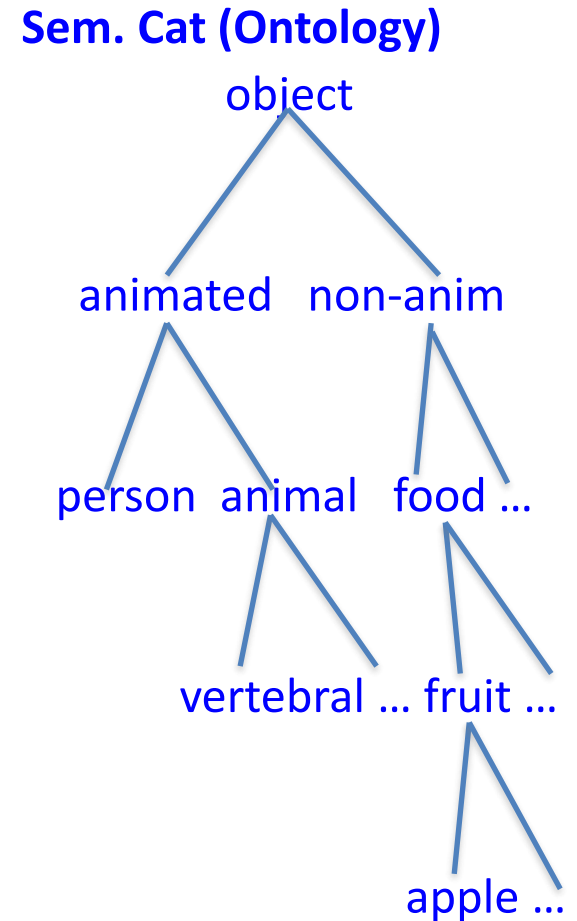 Sem. Cat (Ontology)
object
animated non-anim
person animal food ...
vertebral ... fruit ...
apple ...